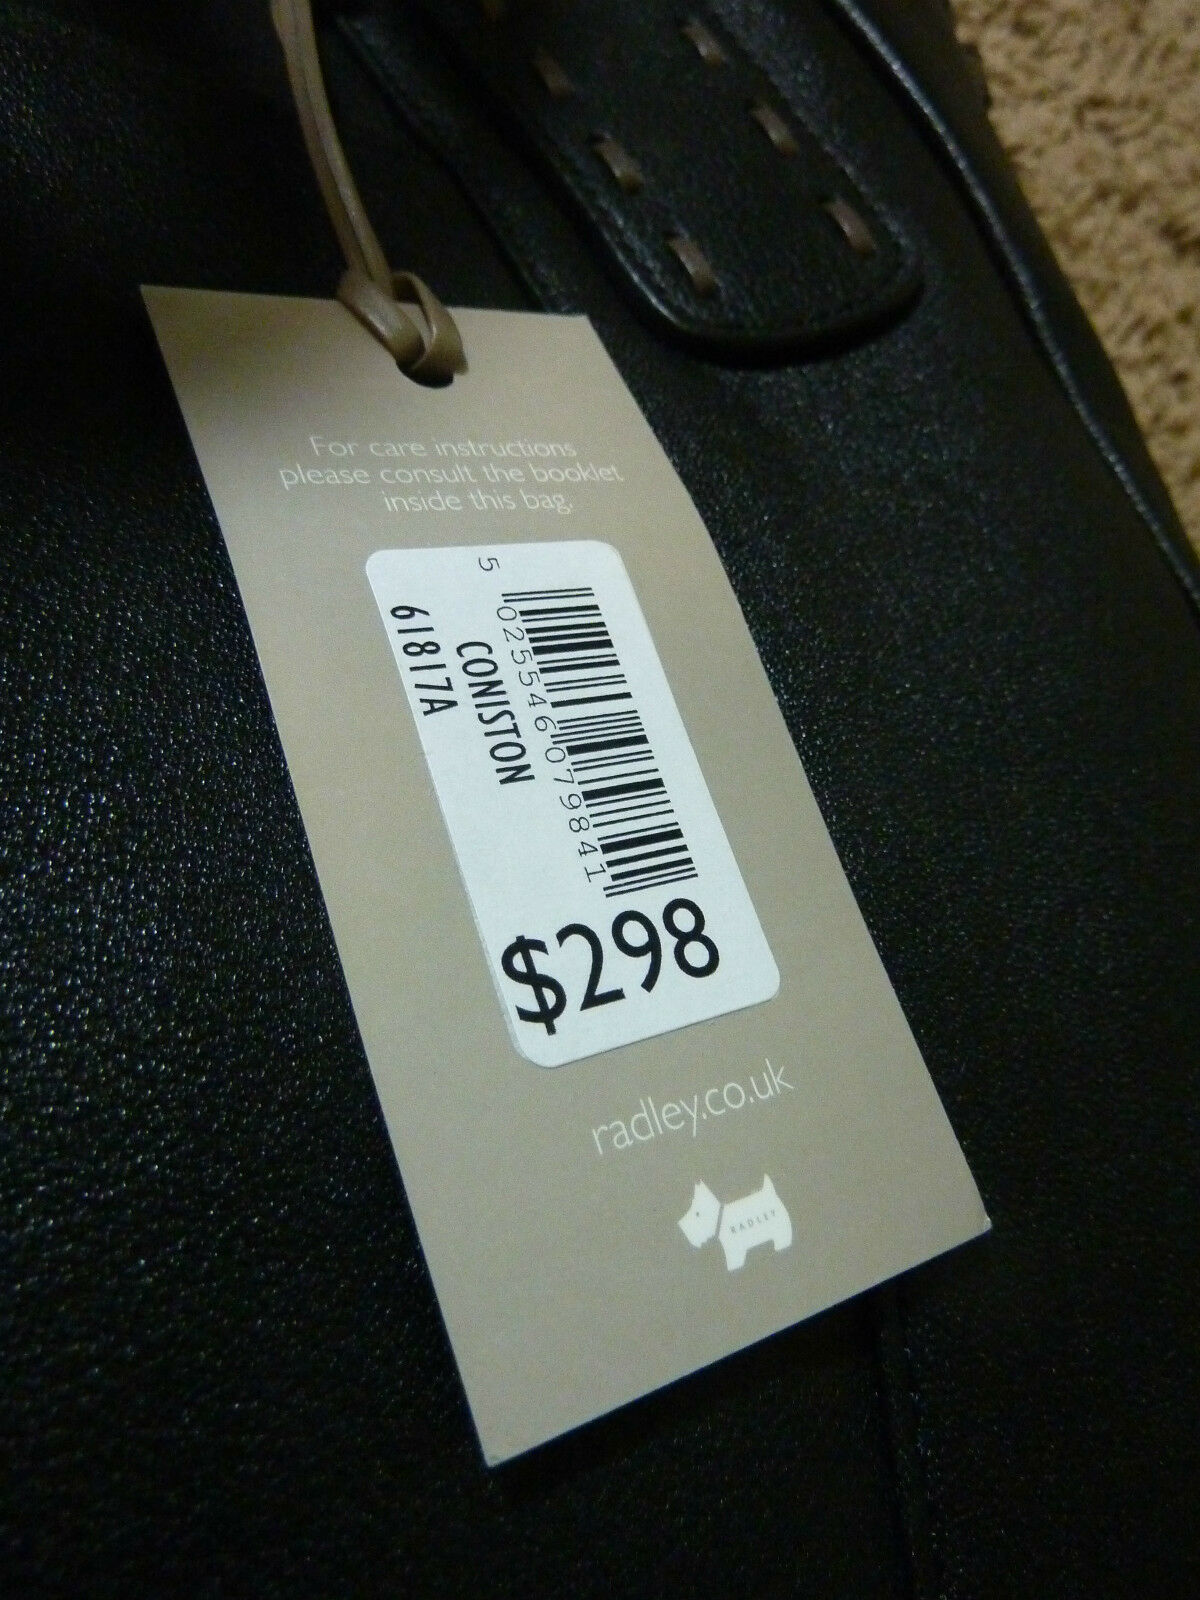 For care instructions
please consult the booklet
inside this bag.
5 025546 079841
CONISTON
61817A
$298
radley.co.uk
RADLEY